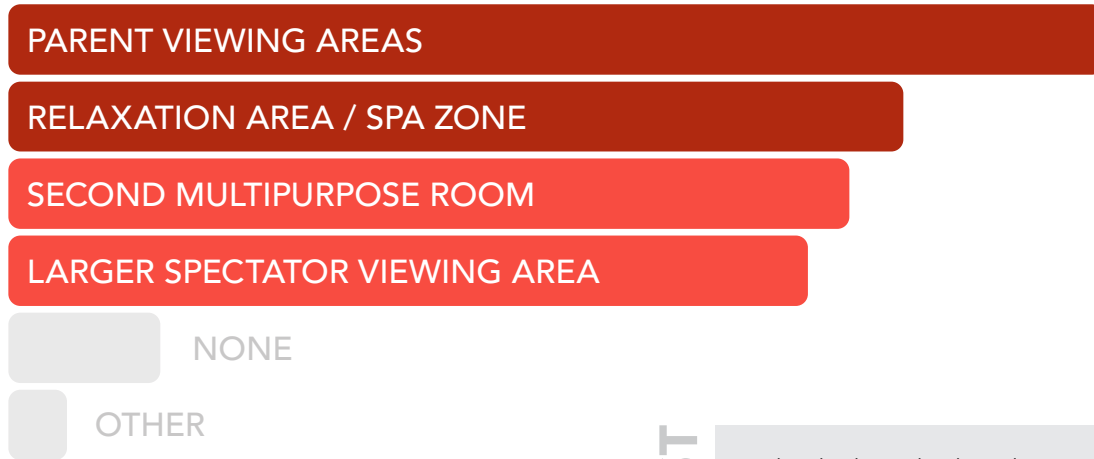 PARENT VIEWING AREAS
RELAXATION AREA / SPA ZONE
SECOND MULTIPURPOSE ROOM
LARGER SPECTATOR VIEWING AREA
NONE
OTHER
T